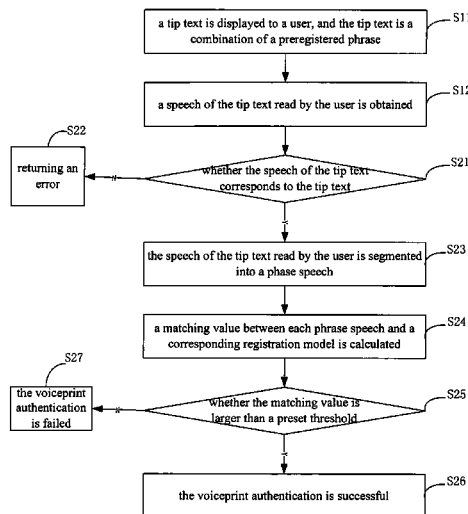 S11
a tip text is displayed to a user, and the tip text is a
combination of a preregistered phrase
S12
a speech of the tip text read by the user is obtained
S22
returning an
error
S21
whether the speech of the tip text
corresponds to the tip text
N
Y
S23
the speech of the tip text read by the user is segmented
into a phase speech
S24
a matching value between each phrase speech and a
corresponding registration model is calculated
S27
the voiceprint
authentication
is failed
S25
whether the matching value is
larger than a preset threshold
N
Y
S26
the voiceprint authentication is successful